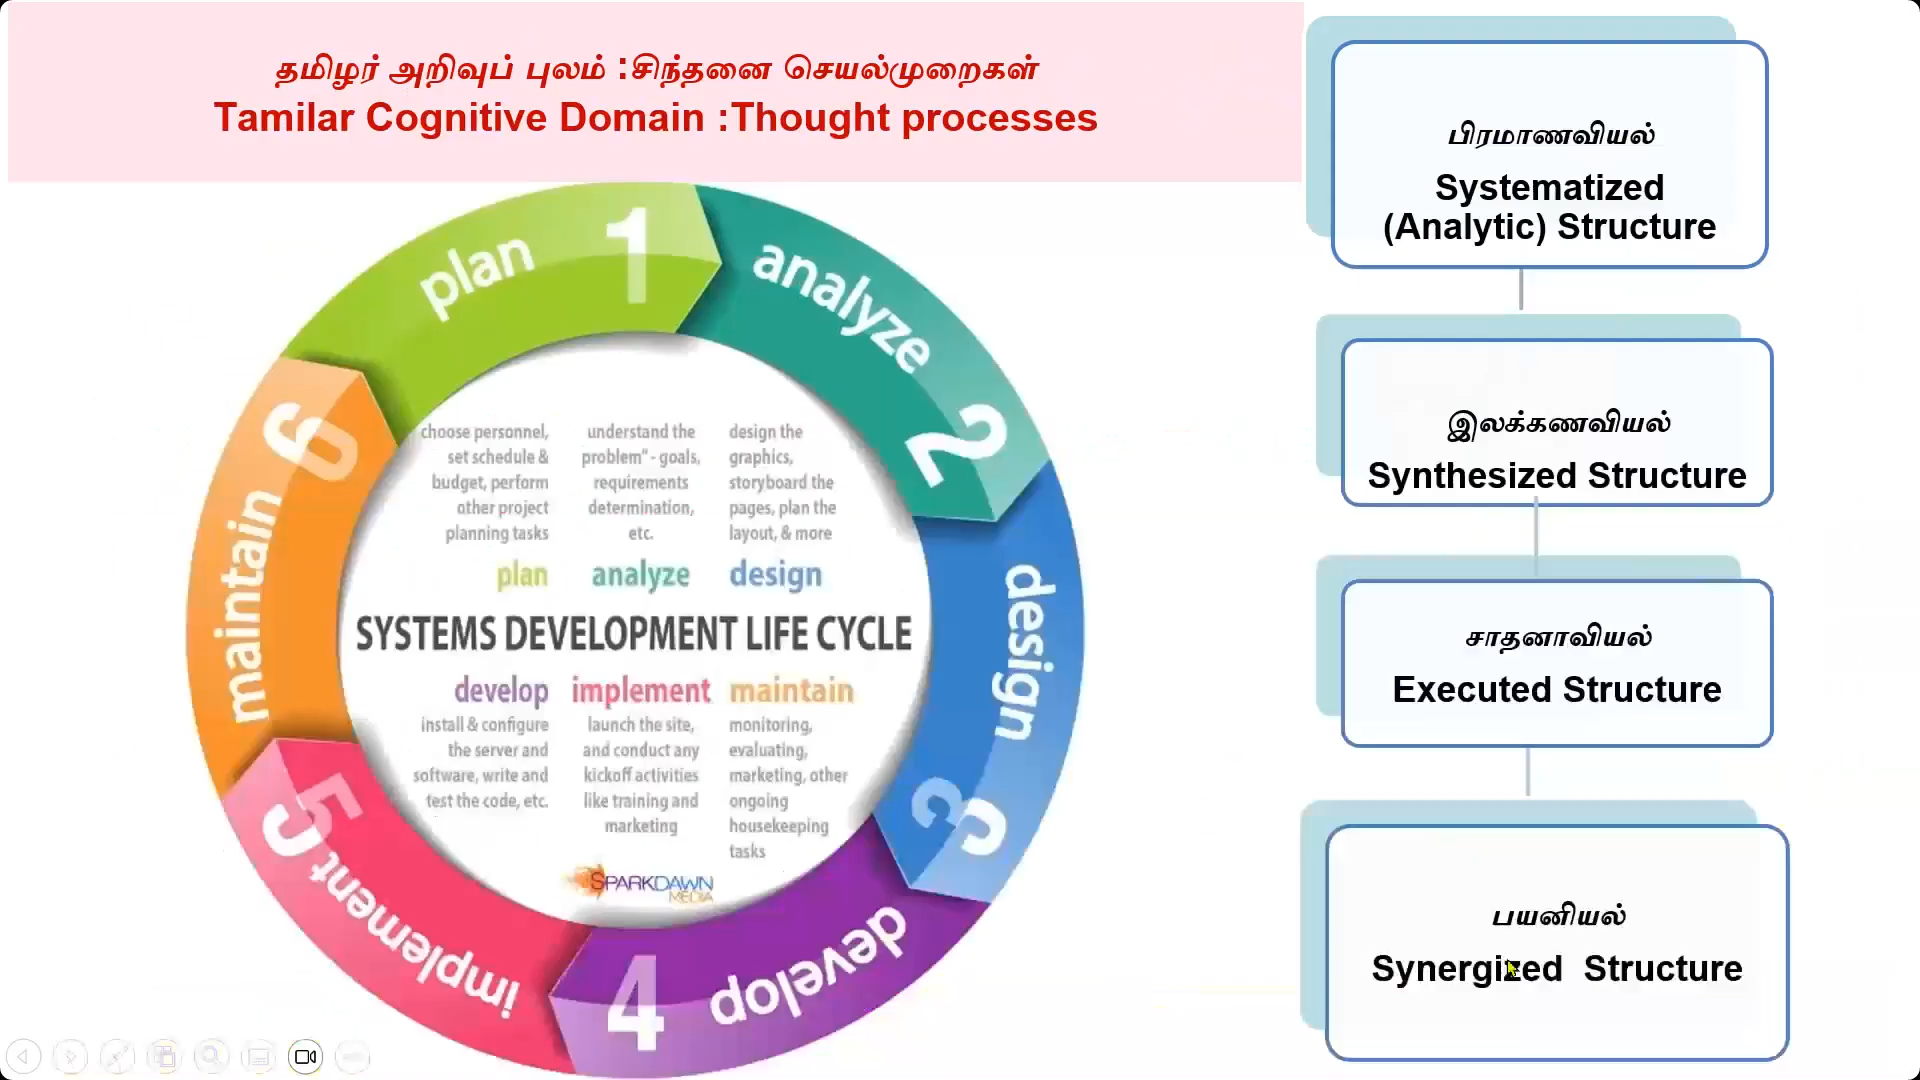 தமிழர் அறிவுப் புலம் :சிந்தனை செயல்முறைகள்
Tamilar Cognitive Domain :Thought processes
plan 1
analyze 2
design 3
develop 4
implement 5
maintain 6
choose personnel,
set schedule &
budget, perform
other project
planning tasks
plan
understand the
problem" - goals,
requirements
determination,
etc.
analyze
design the
graphics,
storyboard the
pages, plan the
layout, & more
design
SYSTEMS DEVELOPMENT LIFE CYCLE
develop
install & configure
the server and
software, write and
test the code, etc.
implement
launch the site,
and conduct any
kickoff activities
like training and
marketing
maintain
monitoring,
evaluating,
marketing, other
ongoing
housekeeping
tasks
SPARKDAWN
MEDIA
பிரமாணவியல்
Systematized
(Analytic) Structure
இலக்கணவியல்
Synthesized Structure
சாதனாவியல்
Executed Structure
பயனியல்
Synergized Structure